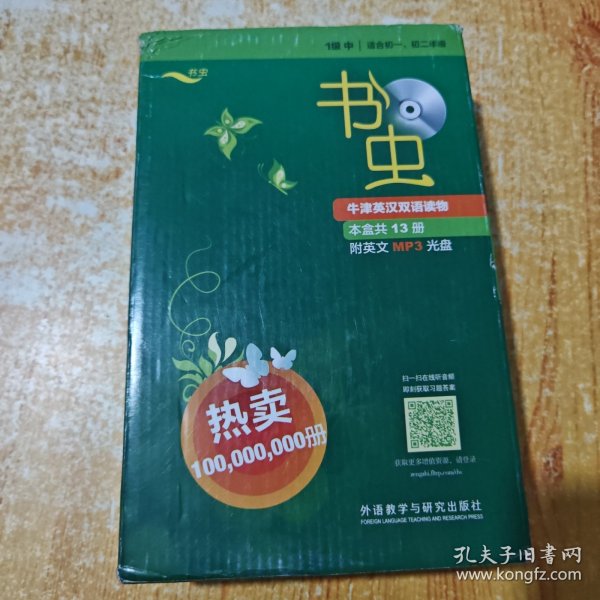 1级 中 | 适合初一、初二年级
书虫
书虫
牛津英汉双语读物
本盒共 13 册
附英文 MP3 光盘
扫一扫在线听音频
即刻获取习题答案
获取更多增值资源，请登录
热卖
100,000,000册
外语教学与研究出版社
FOREIGN LANGUAGE TEACHING AND RESEARCH PRESS
孔夫子旧书网
www.kongfz.com